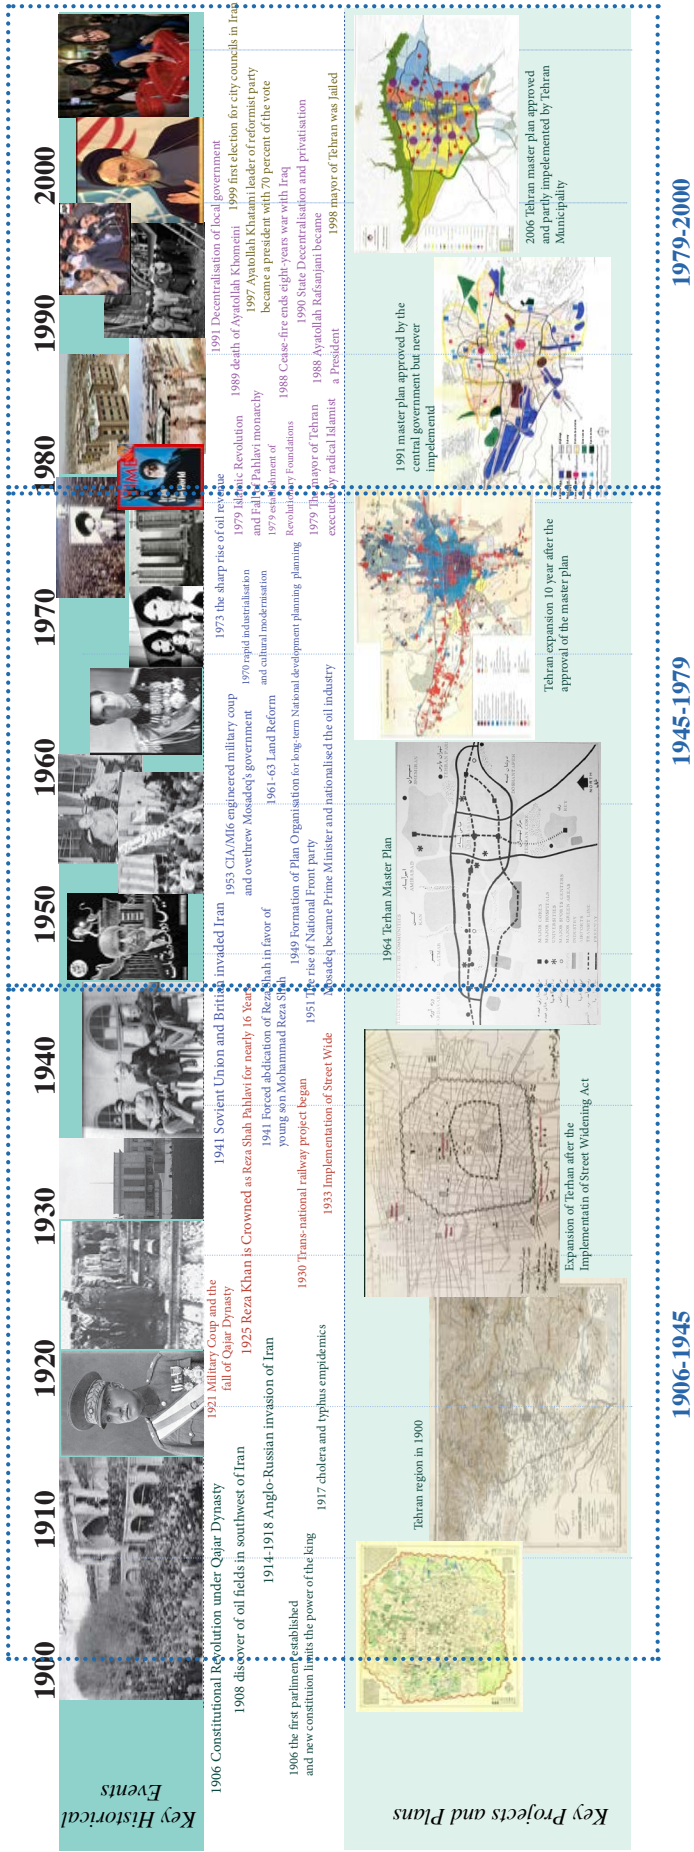 Key Historical
Events
Key Projects and Plans
1900
1910
1920
1930
1940
1950
1960
1970
1980
1990
2000
1906 Constitutional Revolution under Qajar Dynasty
1908 discover of oil fields in southwest of Iran
1914-1918 Anglo-Russian invasion of Iran
1906 the first parliment established
and new constituion limits the power of the king
1917 cholera and typhus empidemics
1921 Military Coup and the
fall of Qajar Dynasty
1925 Reza Khan is Crowned as Reza Shah Pahlavi for nearly 16 Years
1930 Trans-national railway project began
1933 Implementation of Street Wide
1941 Sovient Union and Britian invaded Iran
1941 Forced abdication of Reza Shah in favor of
young son Mohammad Reza Shah
1949 Formation of Plan Organisation for long-term National development planning planning
1951 The rise of National Front party
Mosadeq became Prime Minister and nationalised the oil industry
1953 CIA/MI6 engineered military coup
and ovethrew Mosadeq's government
1961-63 Land Reform
1970 rapid industrialisation
and cultural modernisation
1973 the sharp rise of oil revenue
1979 Islamic Revolution
and Fall of Pahlavi monarchy
1979 establishment of
Revolutionary Foundations
1979 The mayor of Tehran
executed by radical Islamist
1991 Decentralisation of local government
1989 death of Ayatollah Khomeini
1988 Cease-fire ends eight-years war with Iraq
1990 State Decentralisation and privatisation
1988 Ayatollah Rafsanjani became
a President
1999 first election for city councils in Iran
1997 Ayatollah Khatami leader of reformist party
became a president with 70 percent of the vote
1998 mayor of Tehran was Jailed
Tehran region in 1900
Expansion of Terhan after the
Implementatin of Street Widening Act
1964 Terhan Master Plan
NORTH
Tehran expansion 10 year after the
approval of the master plan
1991 master plan approved by the
central government but never
impelementd
2006 Tehran master plan approved
and partly impelemented by Tehran
Municipality
1906-1945
1945-1979
1979-2000